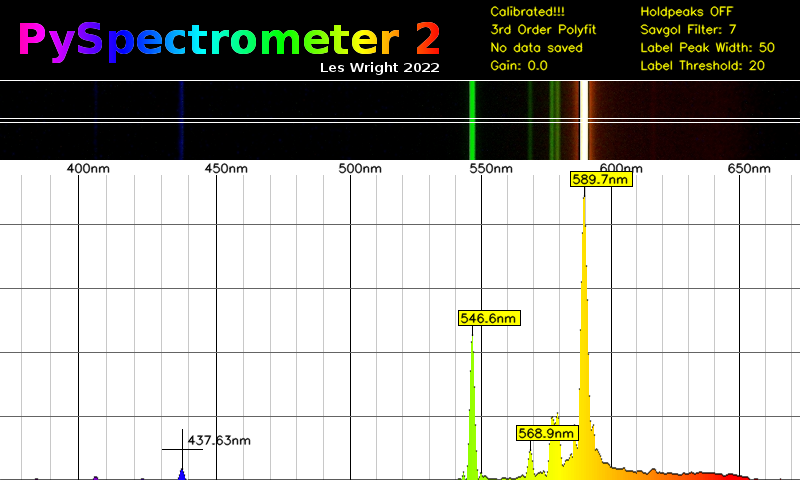 PySpectrometer 2
Les Wright 2022
Calibrated!!!
3rd Order Polyfit
No data saved
Gain: 0.0
Holdpeaks OFF
Savgol Filter: 7
Label Peak Width: 50
Label Threshold: 20
400nm 450nm 500nm 550nm 600nm 650nm
589.7nm
546.6nm
568.9nm
437.63nm